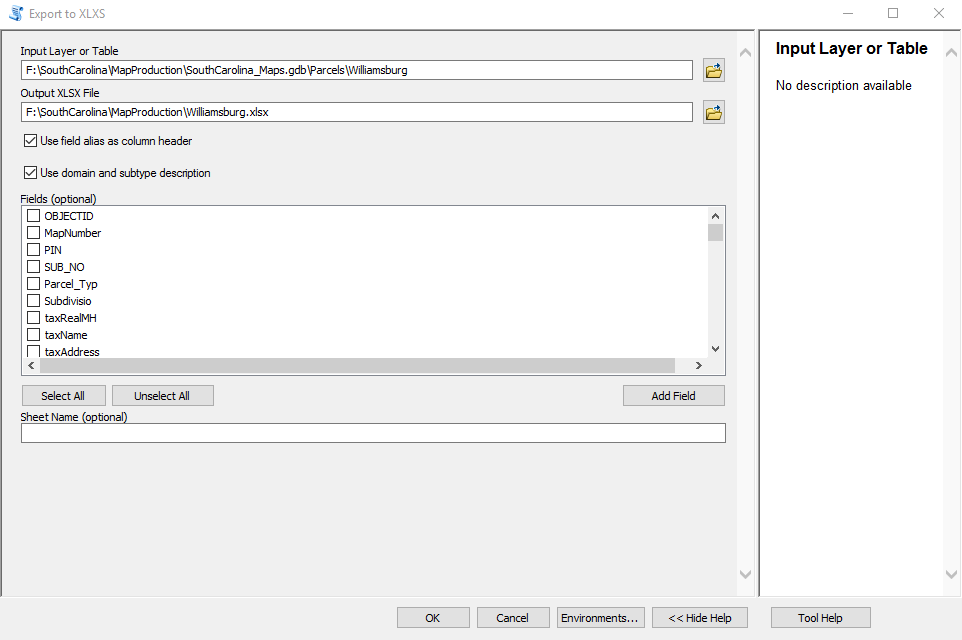 Export to XLXS
Input Layer or Table
F:\SouthCarolina\MapProduction\SouthCarolina_Maps.gdb\Parcels\Williamsburg
Output XLSX File
F:\SouthCarolina\MapProduction\Williamsburg.xlsx
Use field alias as column header
Use domain and subtype description
Fields (optional)
OBJECTID
MapNumber
PIN
SUB_NO
Parcel_Typ
Subdivisio
taxRealMH
taxName
taxAddress
Select All
Unselect All
Add Field
Sheet Name (optional)
OK
Cancel
Environments...
<< Hide Help
Input Layer or Table
No description available
Tool Help